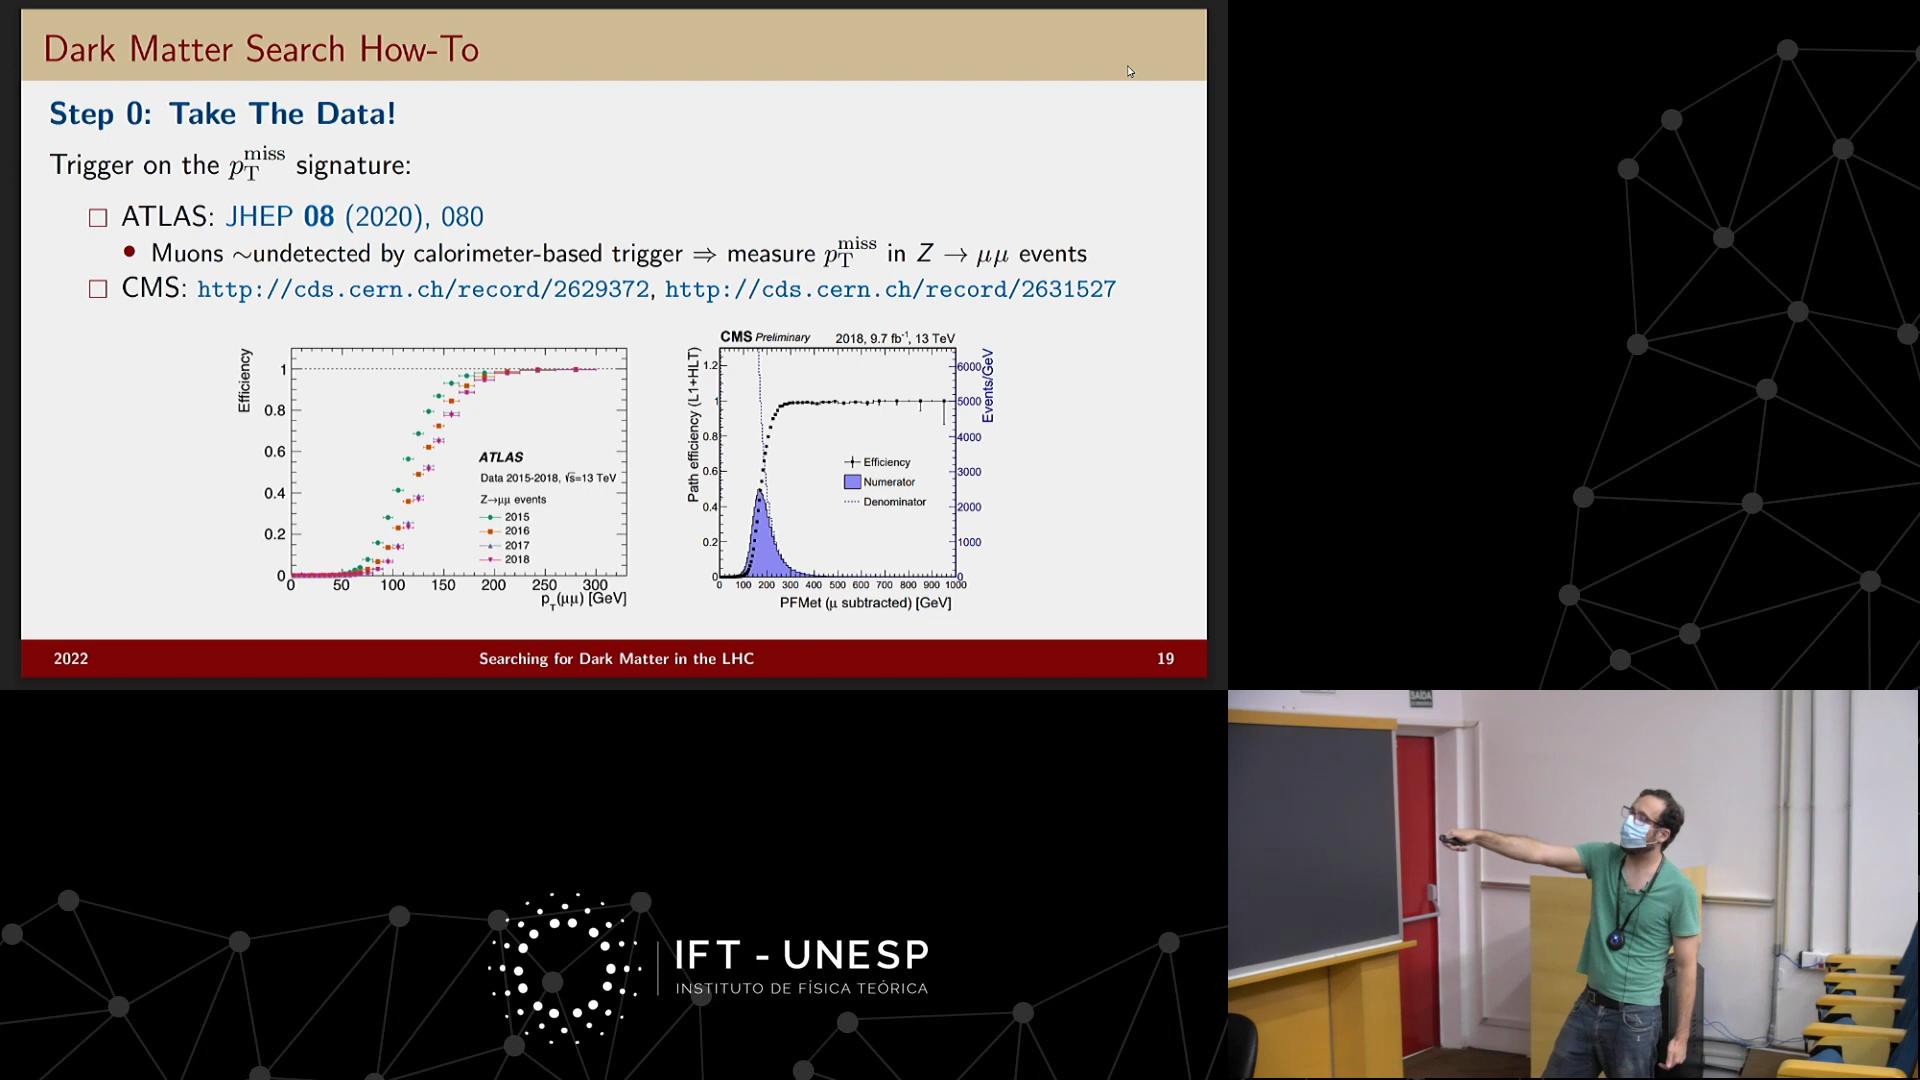 Dark Matter Search How-To
Step 0: Take The Data!
Trigger on the p_T^miss signature:
ATLAS: JHEP 08 (2020), 080
Muons ∼undetected by calorimeter-based trigger ⇒ measure p_T^miss in Z → μμ events
CMS: http://cds.cern.ch/record/2629372, http://cds.cern.ch/record/2631527
Efficiency
1
0.8
0.6
0.4
0.2
0
0 50 100 150 200 250 300
p_T(μμ) [GeV]
ATLAS
Data 2015-2018, √s=13 TeV
Z→μμ events
2015
2016
2017
2018
CMS Preliminary 2018, 9.7 fb⁻¹, 13 TeV
Path efficiency (L1+HLT)
1.2
1
0.8
0.6
0.4
0.2
0
Events/GeV
6000
5000
4000
3000
2000
1000
0
Efficiency
Numerator
Denominator
0 100 200 300 400 500 600 700 800 900 1000
PFMet (μ subtracted) [GeV]
2022 Searching for Dark Matter in the LHC 19
SAÍDA
IFT - UNESP
INSTITUTO DE FÍSICA TEÓRICA